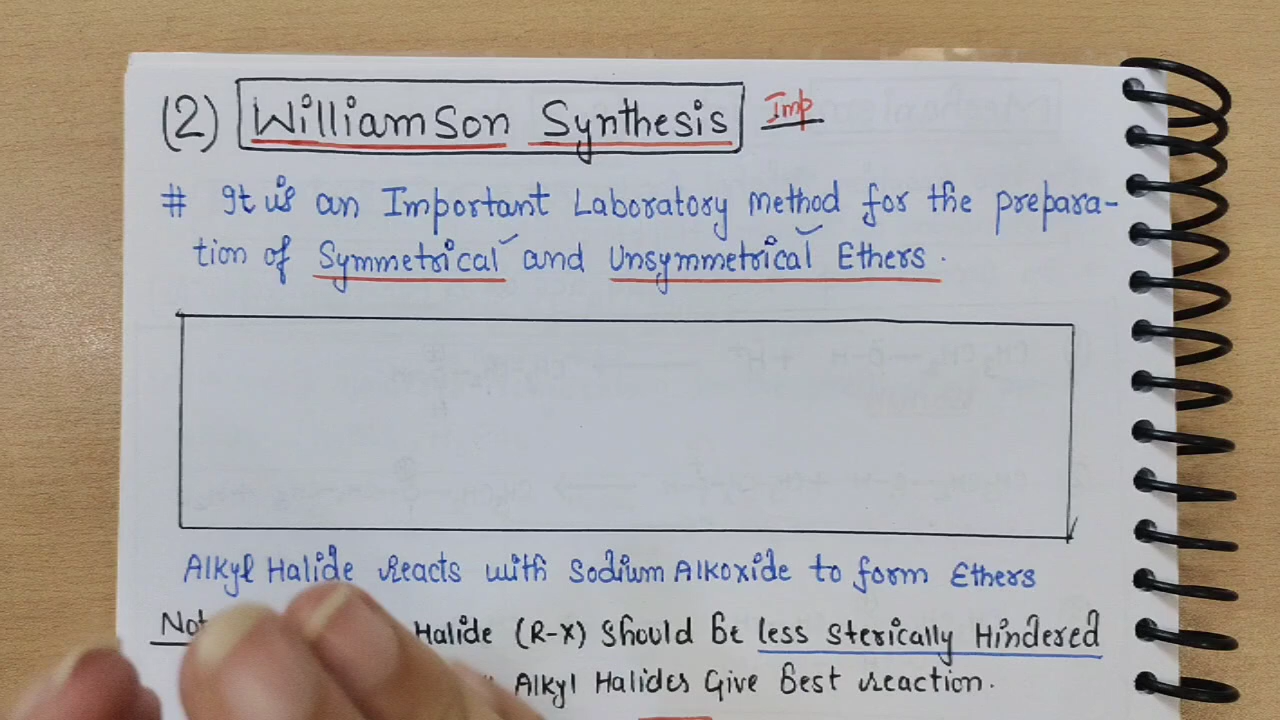 (2) Williamson Synthesis Imp
# It is an Important Laboratory method for the prepara-
tion of Symmetrical and Unsymmetrical Ethers.
Alkyl Halide reacts with Sodium Alkoxide to form Ethers
Not Halide (R-X) should be less sterically Hindered
Alkyl Halides Give best reaction.